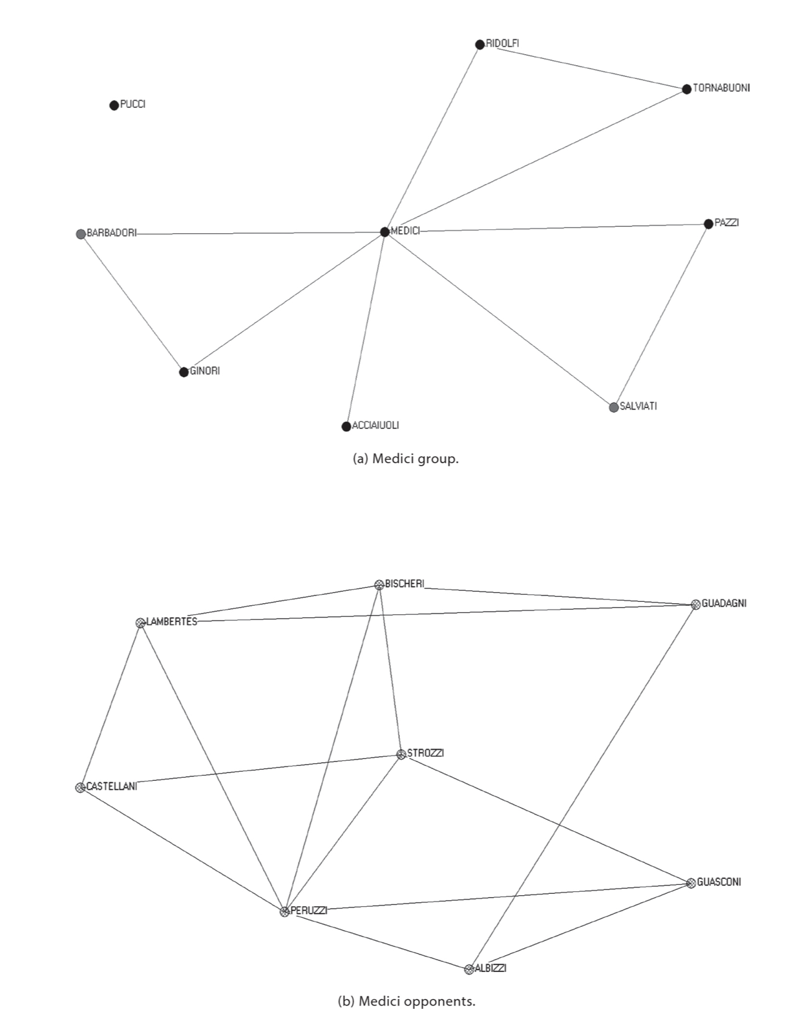 RIDOLFI
TORNABUONI
PUCCI
PAZZI
BARBADORI
MEDICI
GINORI
SALVIATI
ACCIAIUOLI
(a) Medici group.
BISCHERI
GUADAGNI
LAMBERTES
STROZZI
CASTELLANI
GUASCONI
PERUZZI
ALBIZZI
(b) Medici opponents.